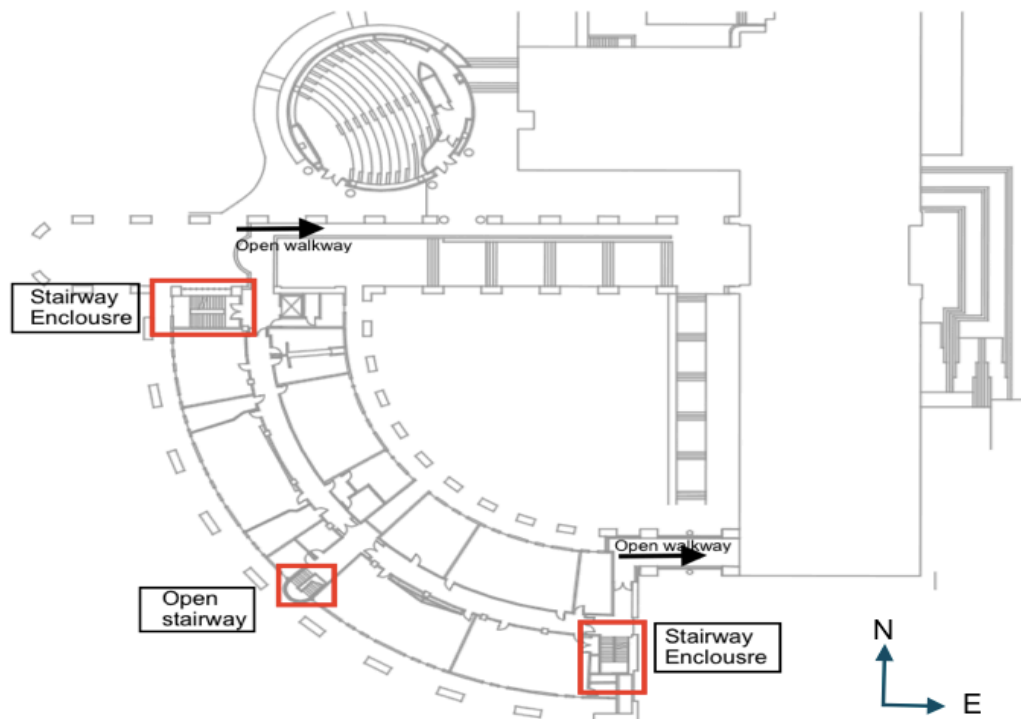 Open walkway
Stairway
Enclousre
Open walkway
Open
stairway
Stairway
Enclousre
N
E